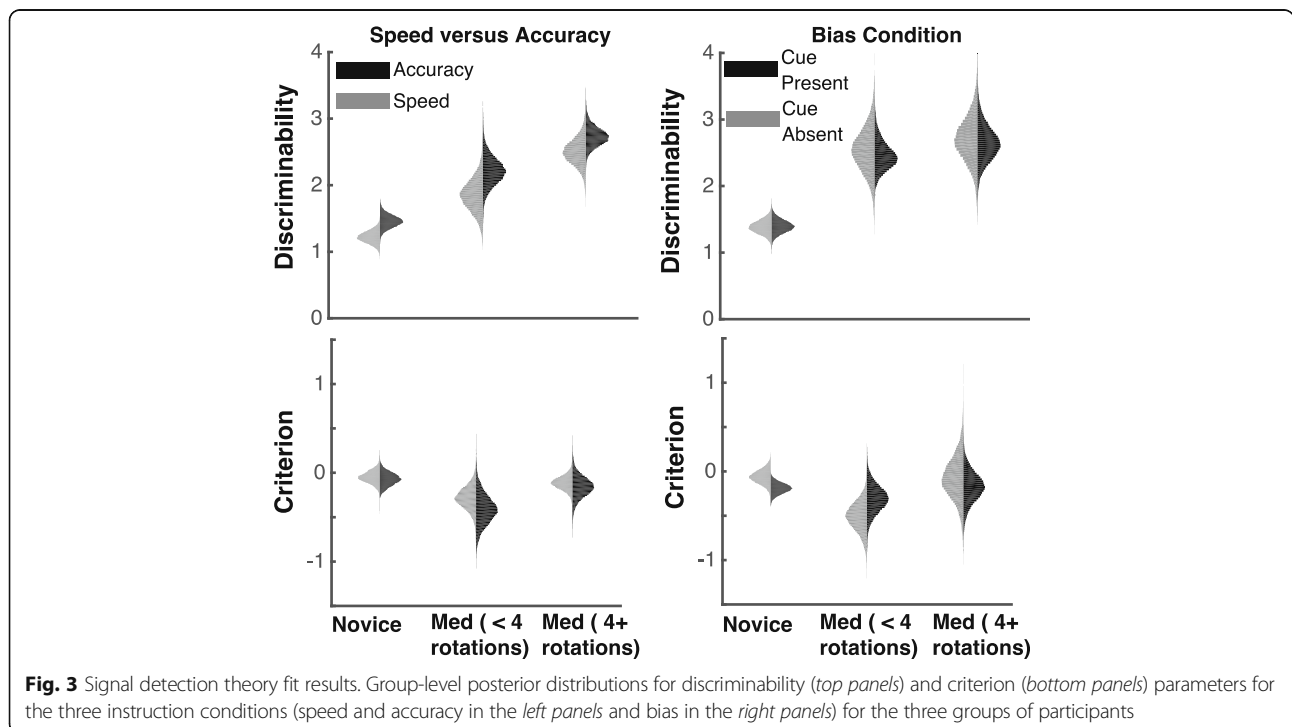 Speed versus Accuracy
Accuracy
Speed
Discriminability
4
3
2
1
0
Bias Condition
Cue
Present
Cue
Absent
Discriminability
4
3
2
1
0
Criterion
1
0
-1
Novice
Med ( < 4
rotations)
Med ( 4+
rotations)
Criterion
1
0
-1
Novice
Med ( < 4
rotations)
Med ( 4+
rotations)
Fig. 3 Signal detection theory fit results. Group-level posterior distributions for discriminability (top panels) and criterion (bottom panels) parameters for
the three instruction conditions (speed and accuracy in the left panels and bias in the right panels) for the three groups of participants